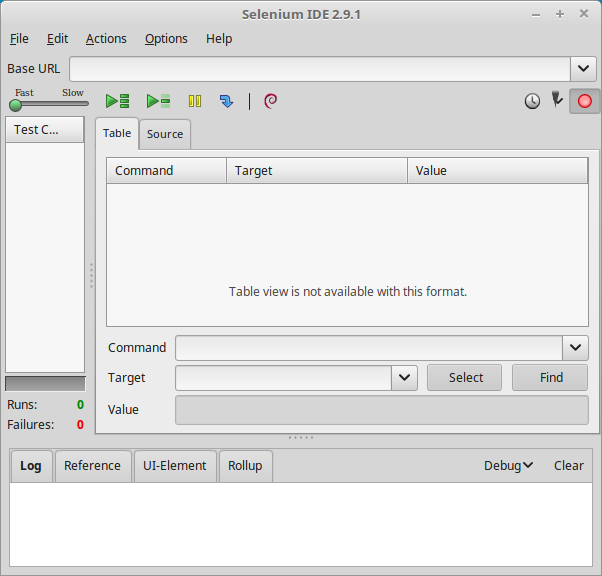 Selenium IDE 2.9.1
File Edit Actions Options Help
Base URL
Fast Slow
Test C...
Table Source
Command Target Value
Table view is not available with this format.
Command
Target Select Find
Value
Runs: 0
Failures: 0
Log Reference UI-Element Rollup Debug Clear